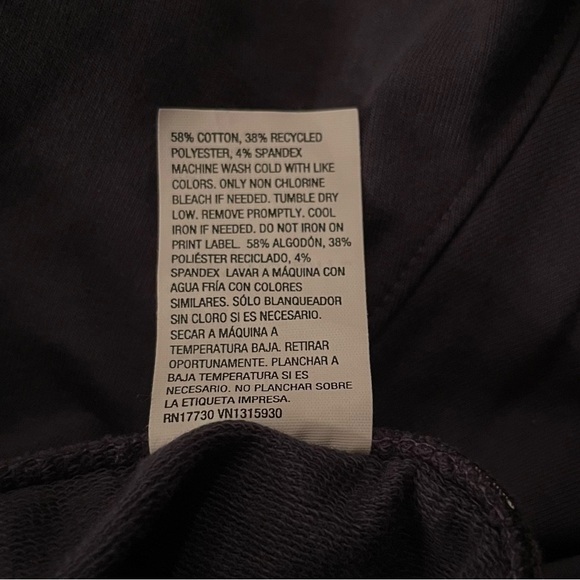 58% COTTON, 38% RECYCLED
POLYESTER, 4% SPANDEX
MACHINE WASH COLD WITH LIKE
COLORS. ONLY NON CHLORINE
BLEACH IF NEEDED. TUMBLE DRY
LOW. REMOVE PROMPTLY. COOL
IRON IF NEEDED. DO NOT IRON ON
PRINT LABEL. 58% ALGODÓN, 38%
POLIÉSTER RECICLADO, 4%
SPANDEX LAVAR A MÁQUINA CON
AGUA FRÍA CON COLORES
SIMILARES. SÓLO BLANQUEADOR
SIN CLORO SI ES NECESARIO.
SECAR A MÁQUINA A
TEMPERATURA BAJA. RETIRAR
OPORTUNAMENTE. PLANCHAR A
BAJA TEMPERATURA SI ES
NECESARIO. NO PLANCHAR SOBRE
LA ETIQUETA IMPRESA.
RN17730 VN1315930